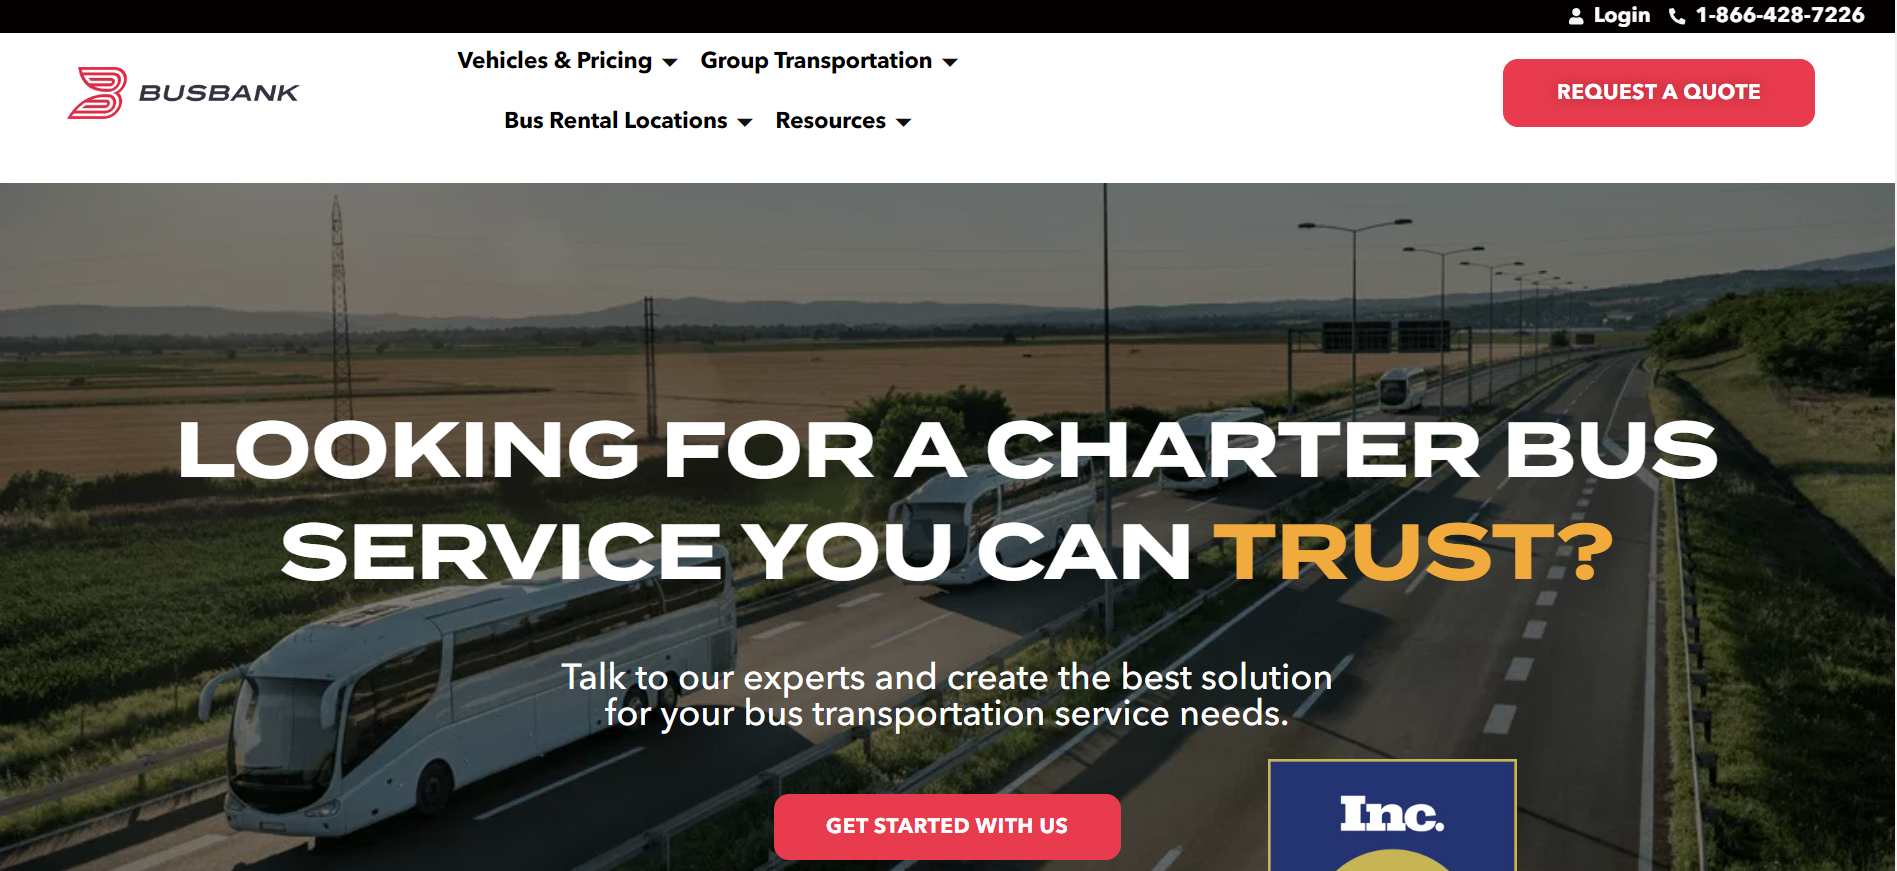 Login 1-866-428-7226
BUSBANK
Vehicles & Pricing Group Transportation
Bus Rental Locations Resources
REQUEST A QUOTE
LOOKING FOR A CHARTER BUS
SERVICE YOU CAN TRUST?
Talk to our experts and create the best solution
for your bus transportation service needs.
GET STARTED WITH US
Inc.